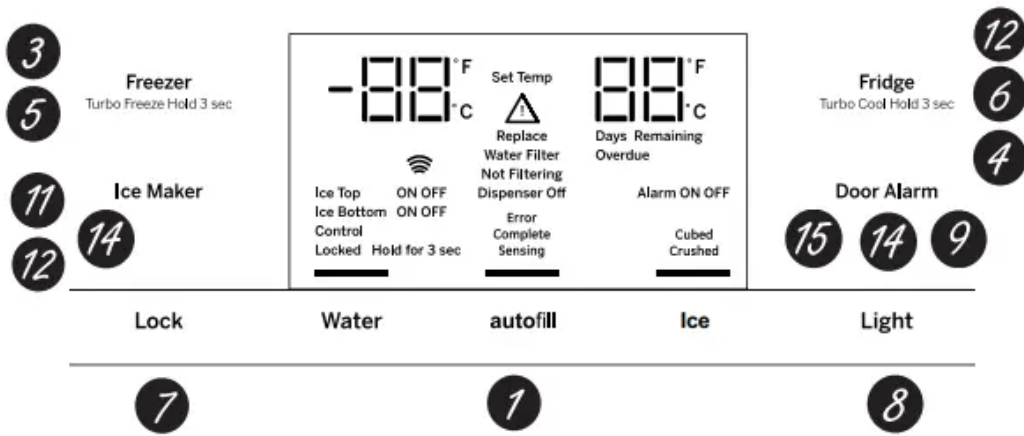 3
5
Freezer
Turbo Freeze Hold 3 sec
-88 °F °C
Set Temp
88 °F °C
Fridge
Turbo Cool Hold 3 sec
12
6
4
Replace
Water Filter
Not Filtering
Dispenser Off
Days Remaining
Overdue
11
12
Ice Maker
14
Ice Top ON OFF
Ice Bottom ON OFF
Control
Locked Hold for 3 sec
Error
Complete
Sensing
Alarm ON OFF
Cubed
Crushed
Door Alarm
15 14 9
Lock Water autofill Ice Light
7 1 8